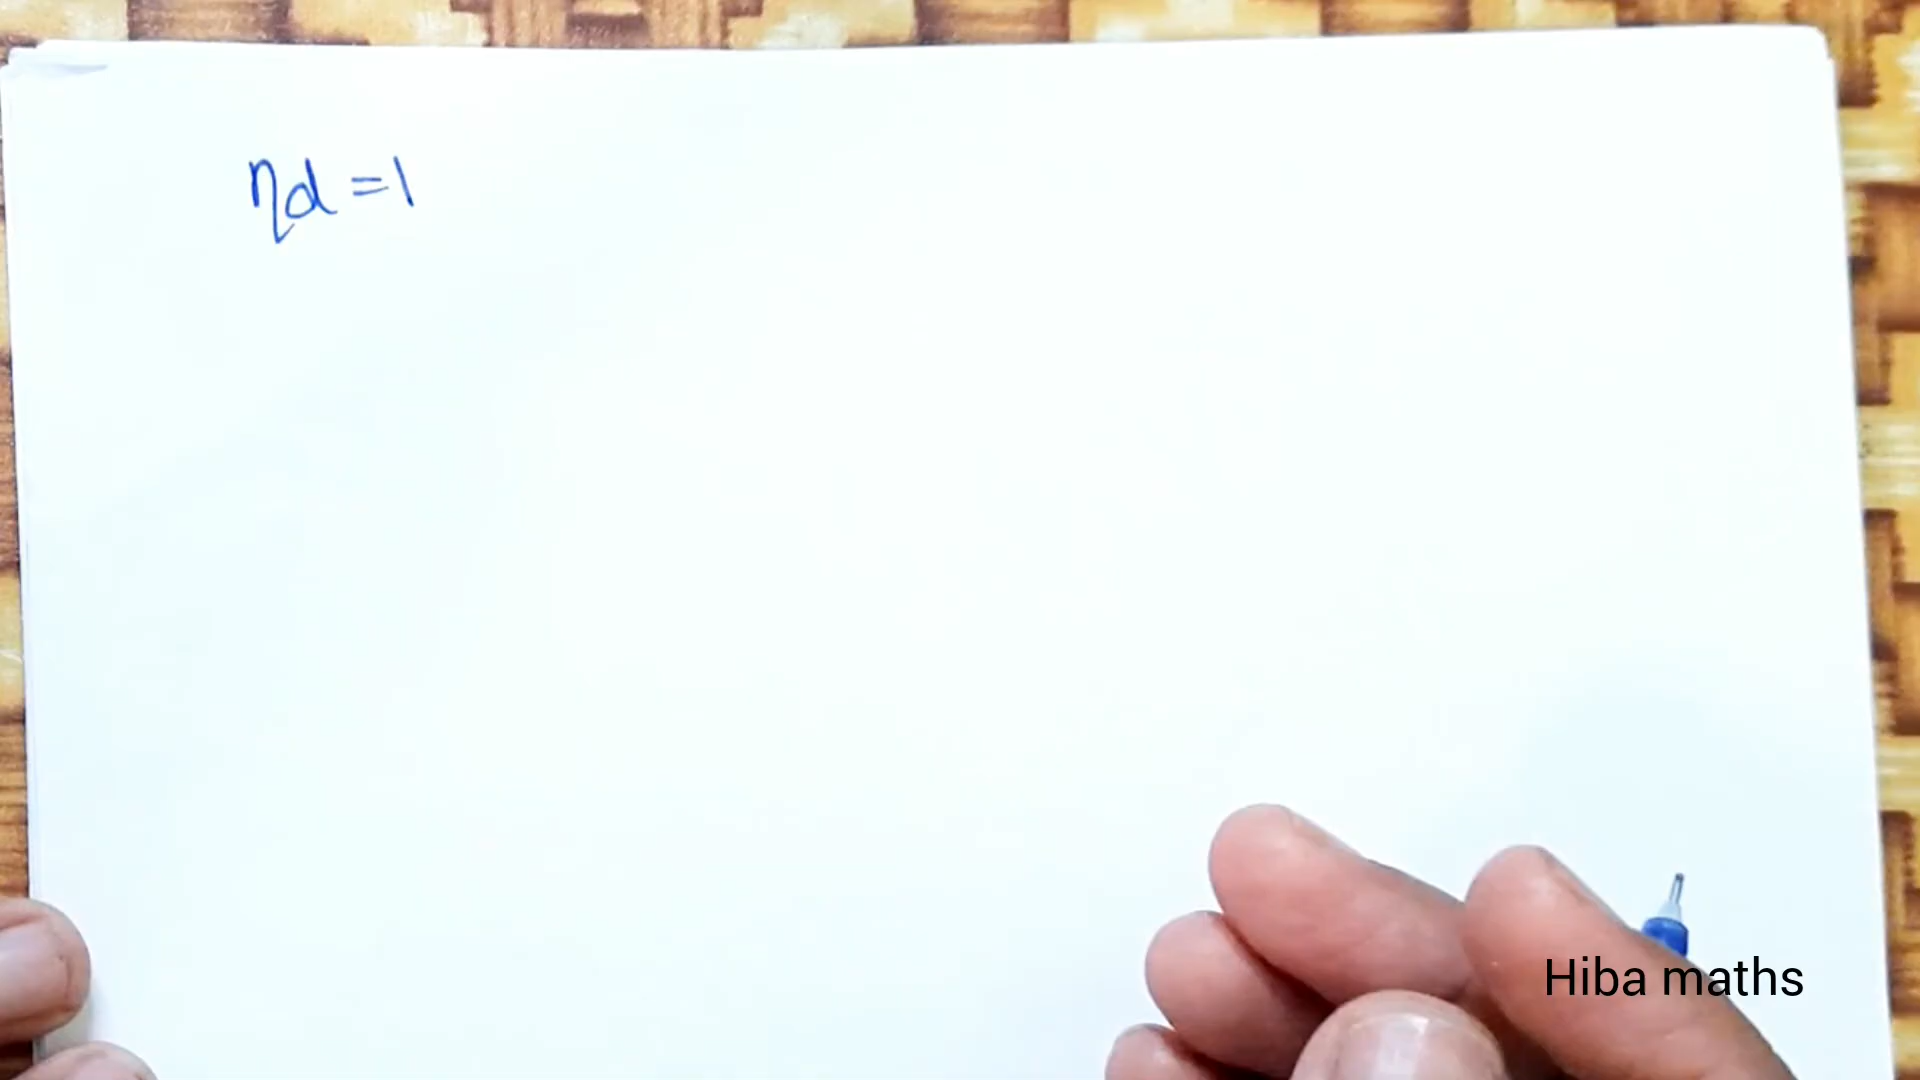 ηd = 1
Hiba maths